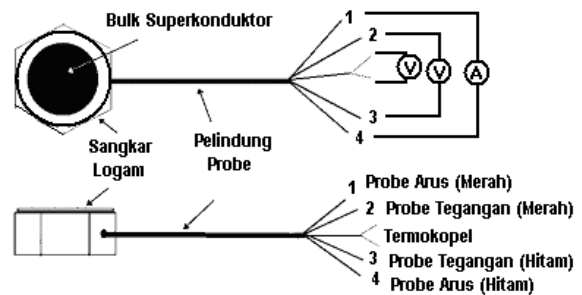 Bulk Superkonduktor
1
2
V
V
A
3
4
Sangkar
Logam
Pelindung
Probe
1 Probe Arus (Merah)
2 Probe Tegangan (Merah)
Termokopel
3 Probe Tegangan (Hitam)
4 Probe Arus (Hitam)